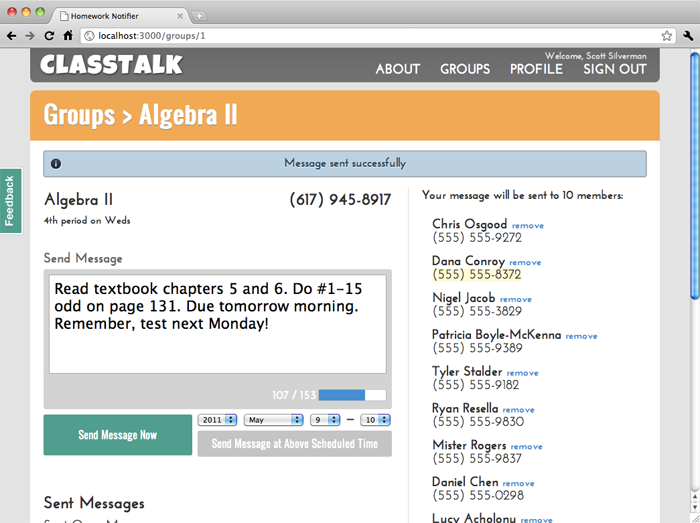 Homework Notifier
localhost:3000/groups/1
CLASSTALK
Welcome, Scott Silverman
ABOUT GROUPS PROFILE SIGN OUT
Groups > Algebra II
Message sent successfully
Feedback
Algebra II (617) 945-8917
4th period on Weds
Send Message
Read textbook chapters 5 and 6. Do #1-15
odd on page 131. Due tomorrow morning.
Remember, test next Monday!
107 / 153
Send Message Now
2011 May 9 — 10
Send Message at Above Scheduled Time
Sent Messages
Your message will be sent to 10 members:
Chris Osgood remove
(555) 555-9272
Dana Conroy remove
(555) 555-8372
Nigel Jacob remove
(555) 555-3829
Patricia Boyle-McKenna remove
(555) 555-9389
Tyler Stalder remove
(555) 555-9182
Ryan Resella remove
(555) 555-9830
Mister Rogers remove
(555) 555-9837
Daniel Chen remove
(555) 555-0298
Lucy Acholonu remove